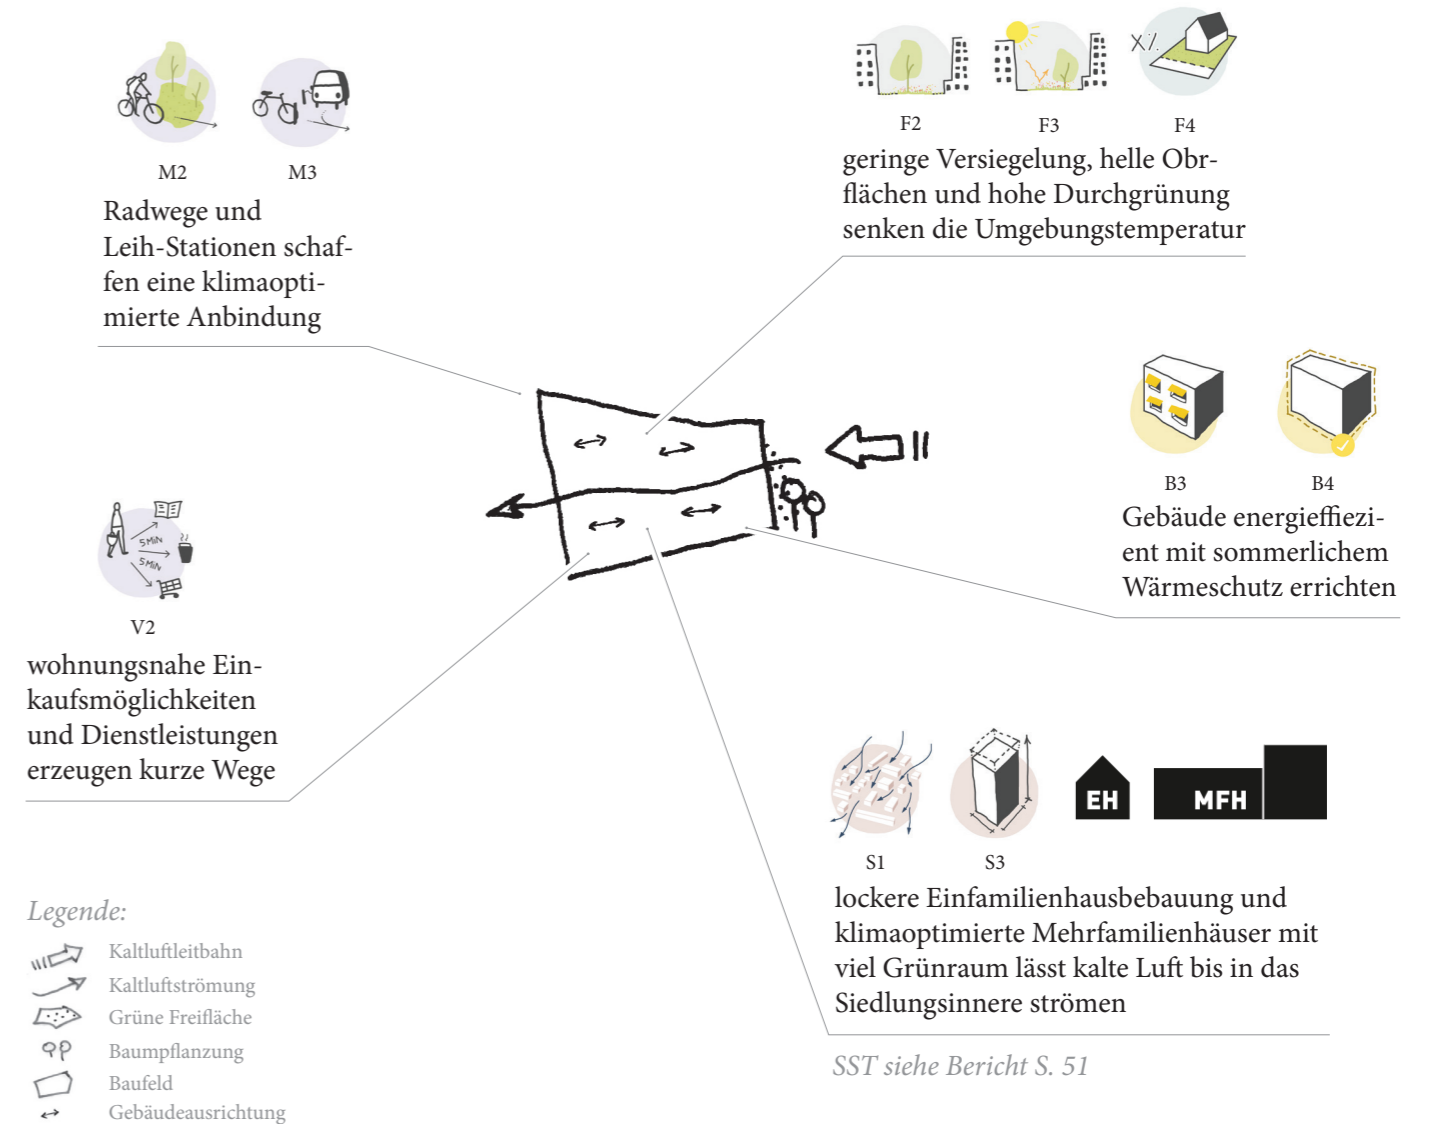 M2
M3
Radwege und
Leih-Stationen schaf-
fen eine klimaopti-
mierte Anbindung
X%
F2
F3
F4
geringe Versiegelung, helle Obr-
flächen und hohe Durchgrünung
senken die Umgebungstemperatur
B3
B4
Gebäude energieffiezi-
ent mit sommerlichem
Wärmeschutz errichten
5 MIN
5 MIN
V2
wohnungsnahe Ein-
kaufsmöglichkeiten
und Dienstleistungen
erzeugen kurze Wege
EH
MFH
S1
S3
lockere Einfamilienhausbebauung und
klimaoptimierte Mehrfamilienhäuser mit
viel Grünraum lässt kalte Luft bis in das
Siedlungsinnere strömen
SST siehe Bericht S. 51
Legende:
Kaltluftleitbahn
Kaltluftströmung
Grüne Freifläche
Baumpflanzung
Baufeld
Gebäudeausrichtung